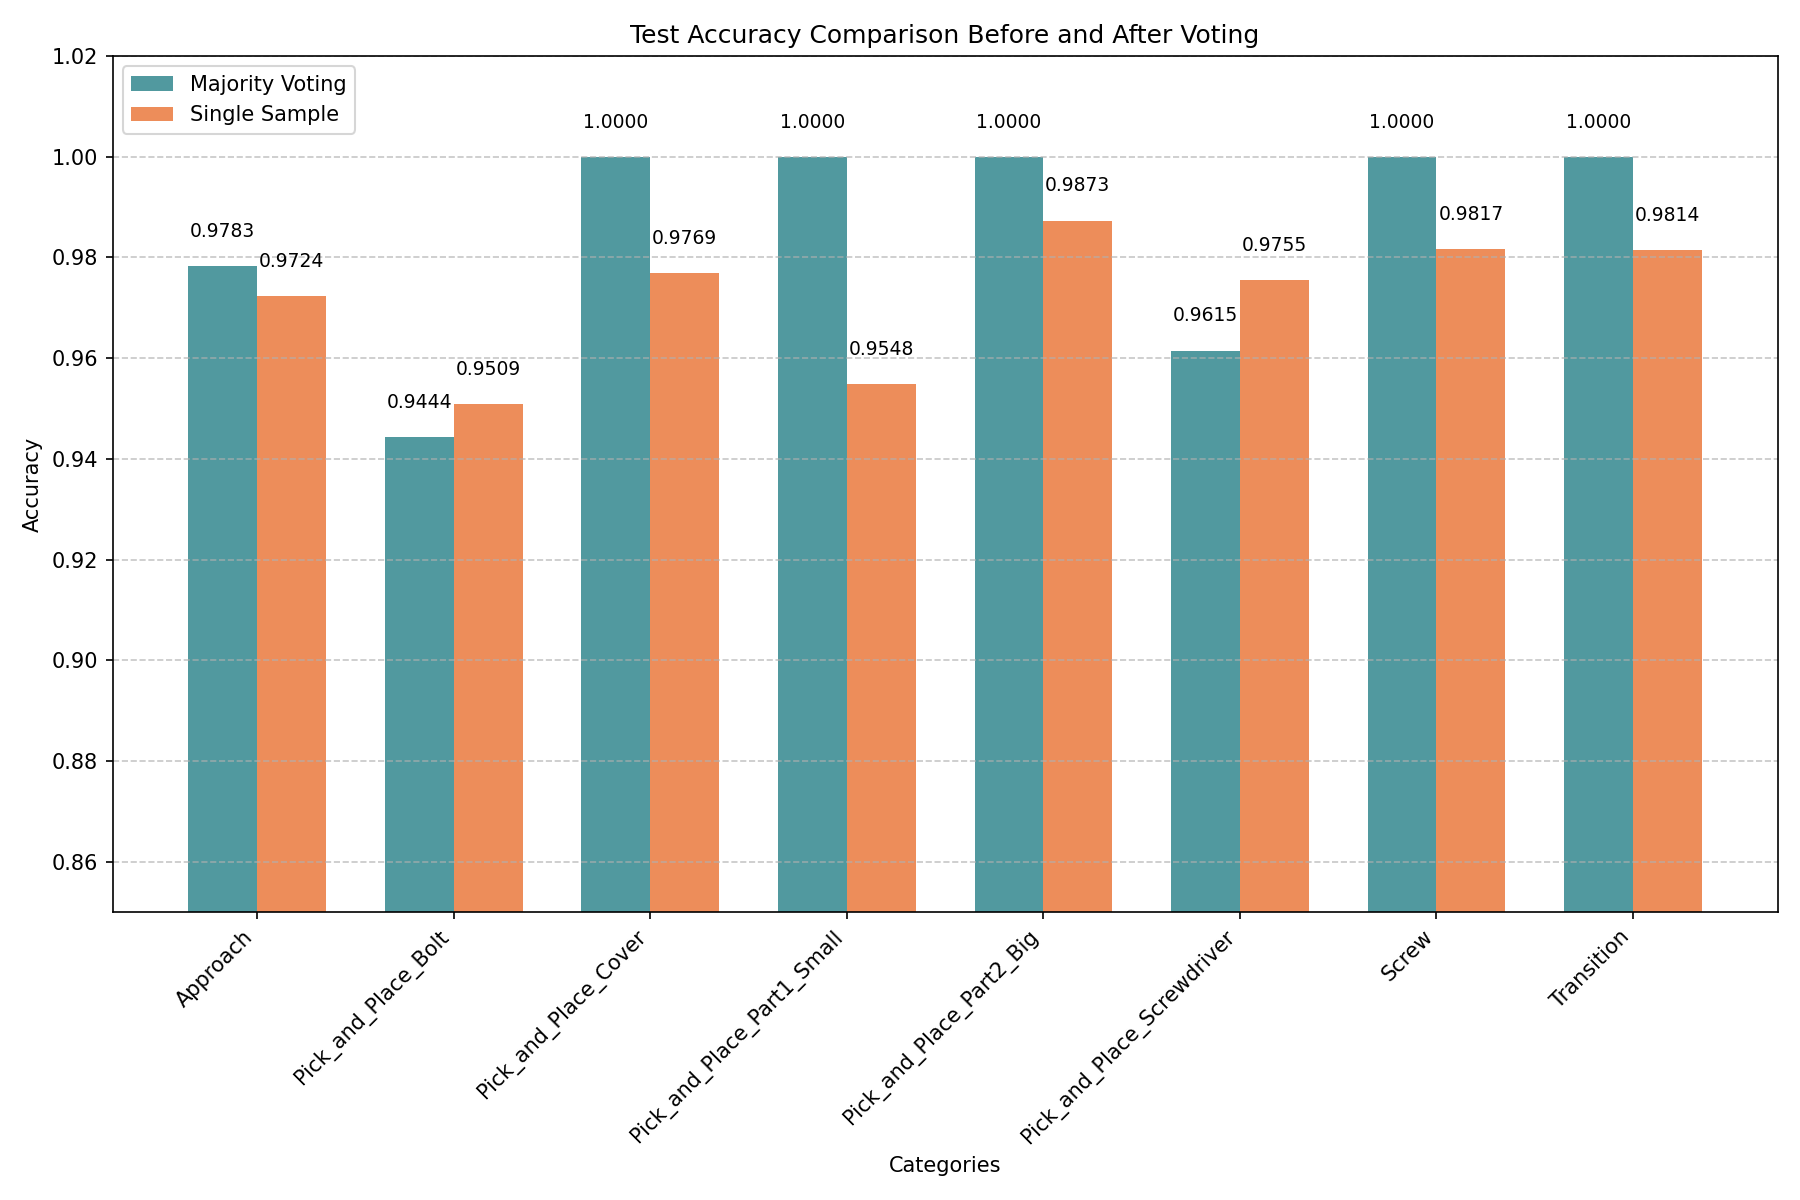 Test Accuracy Comparison Before and After Voting
Majority Voting
Single Sample
1.02
1.00
0.98
0.96
0.94
0.92
0.90
0.88
0.86
Accuracy
0.9783
0.9724
0.9444
0.9509
1.0000
0.9769
1.0000
0.9548
1.0000
0.9873
0.9615
0.9755
1.0000
0.9817
1.0000
0.9814
Approach
Pick_and_Place_Bolt
Pick_and_Place_Cover
Pick_and_Place_Part1_Small
Pick_and_Place_Part2_Big
Pick_and_Place_Screwdriver
Screw
Transition
Categories